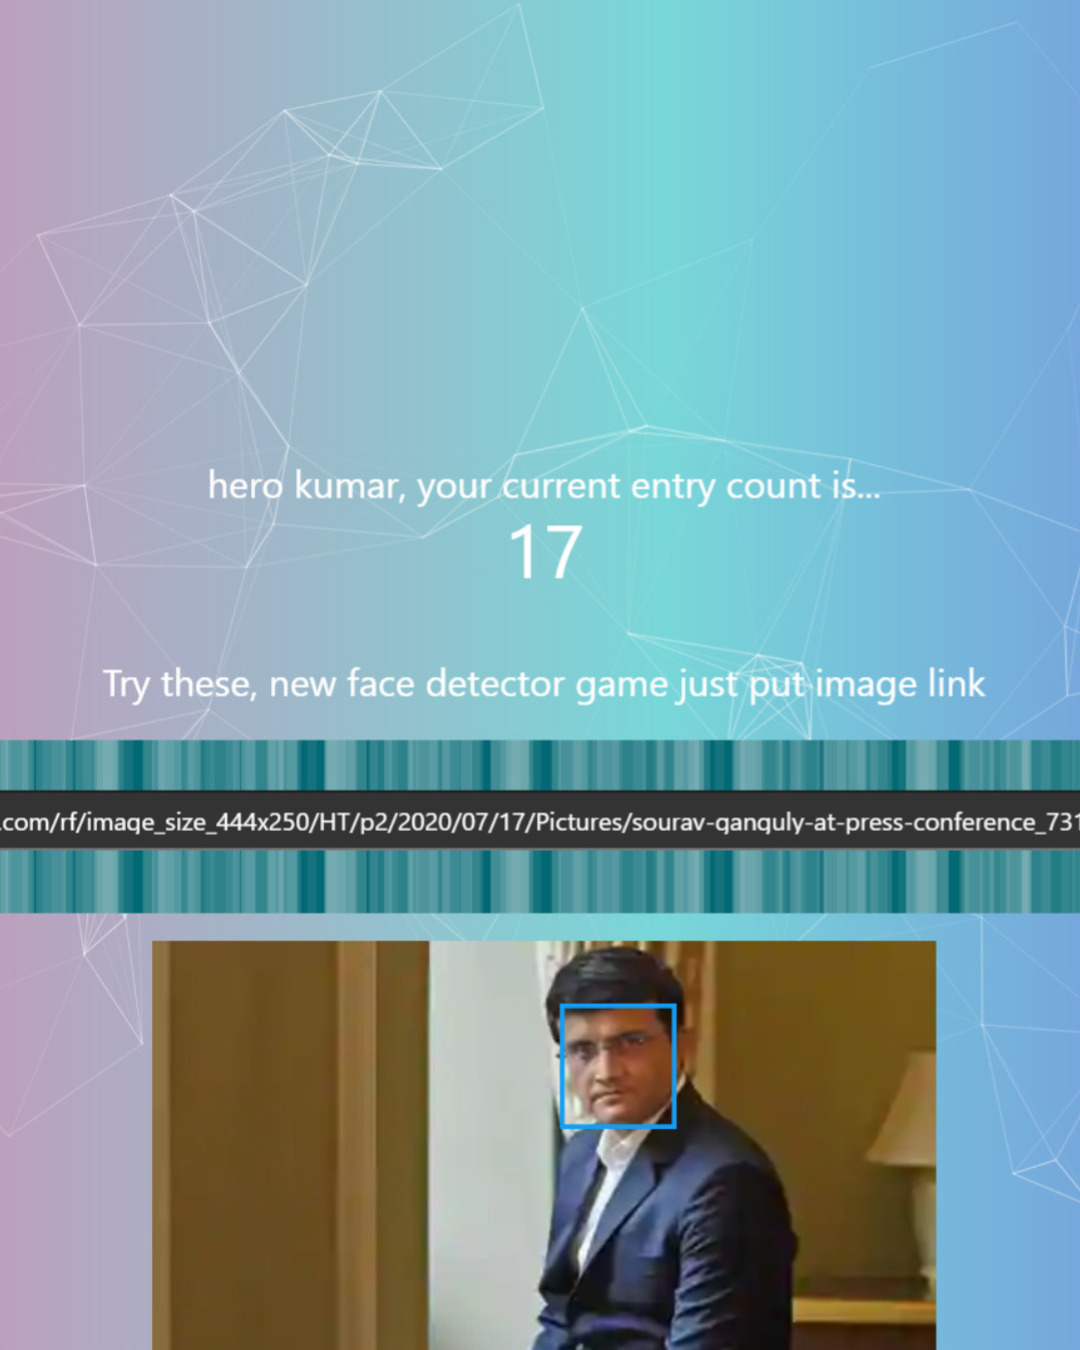 hero kumar, your current entry count is...
17
Try these, new face detector game just put image link
.com/rf/image_size_444x250/HT/p2/2020/07/17/Pictures/sourav-ganguly-at-press-conference_731